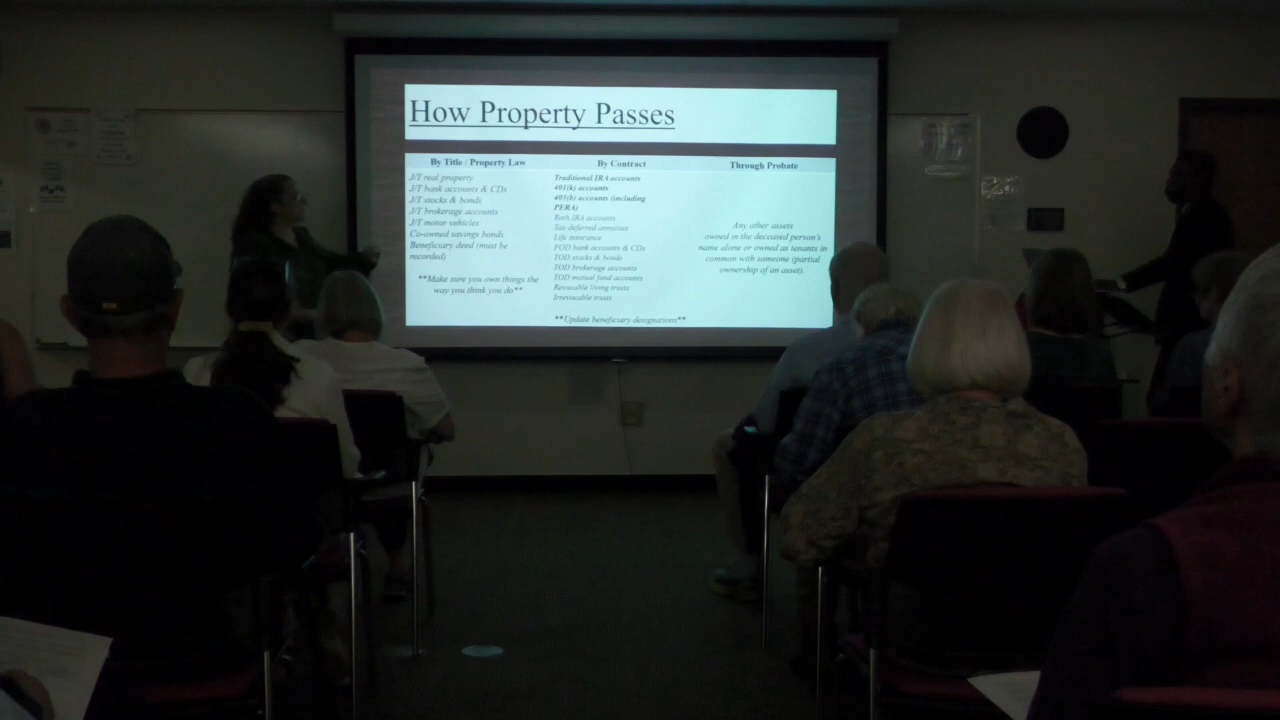 How Property Passes
By Title / Property Law
J/T real property
J/T bank accounts & CDs
J/T stocks & bonds
J/T brokerage accounts
J/T motor vehicles
Co-owned savings bonds
Beneficiary deed (must be
recorded)
**Make sure you own things the
way you think you do**
By Contract
Traditional IRA accounts
401(k) accounts
403(b) accounts (including
PERA)
Roth IRA accounts
Tax-deferred annuities
Life insurance
POD bank accounts & CDs
TOD stocks & bonds
TOD brokerage accounts
TOD mutual fund accounts
Revocable living trusts
Irrevocable trusts
**Update beneficiary designations**
Through Probate
Any other assets
owned in the deceased person's
name alone or owned as tenants in
common with someone (partial
ownership of an asset).